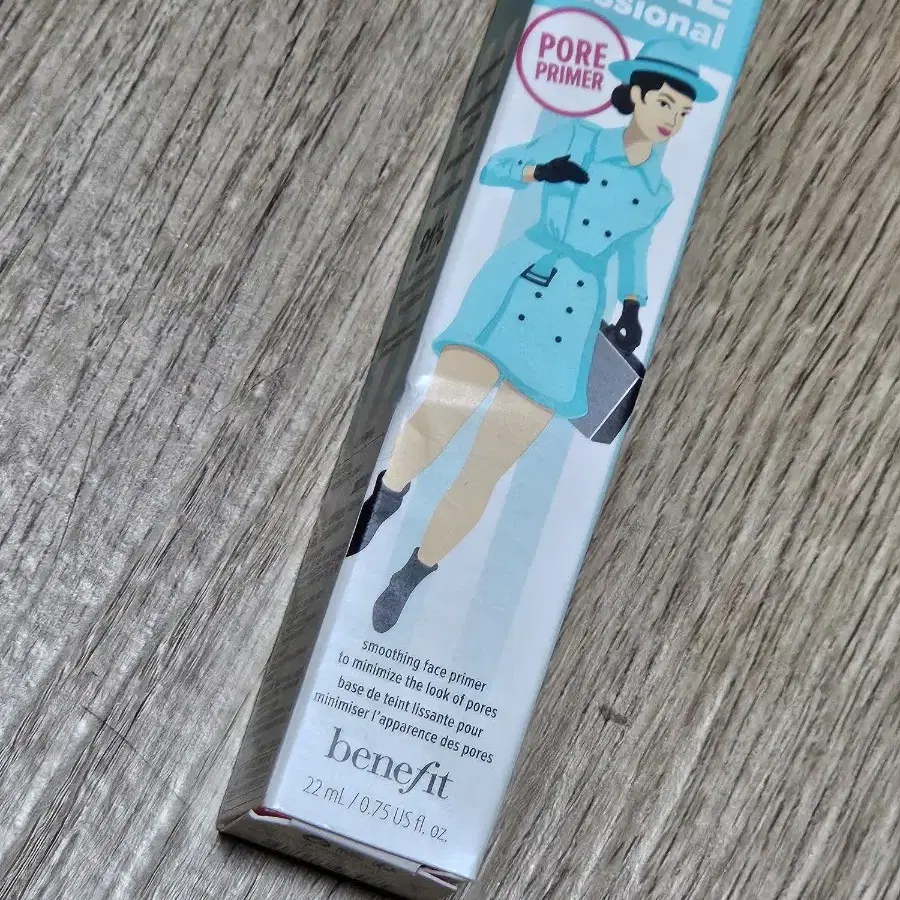 PORE
PRIMER
smoothing face primer
to minimize the look of pores
base de teint lissante pour
minimiser l'apparence des pores
benefit
22 mL / 0.75 US fl. oz.